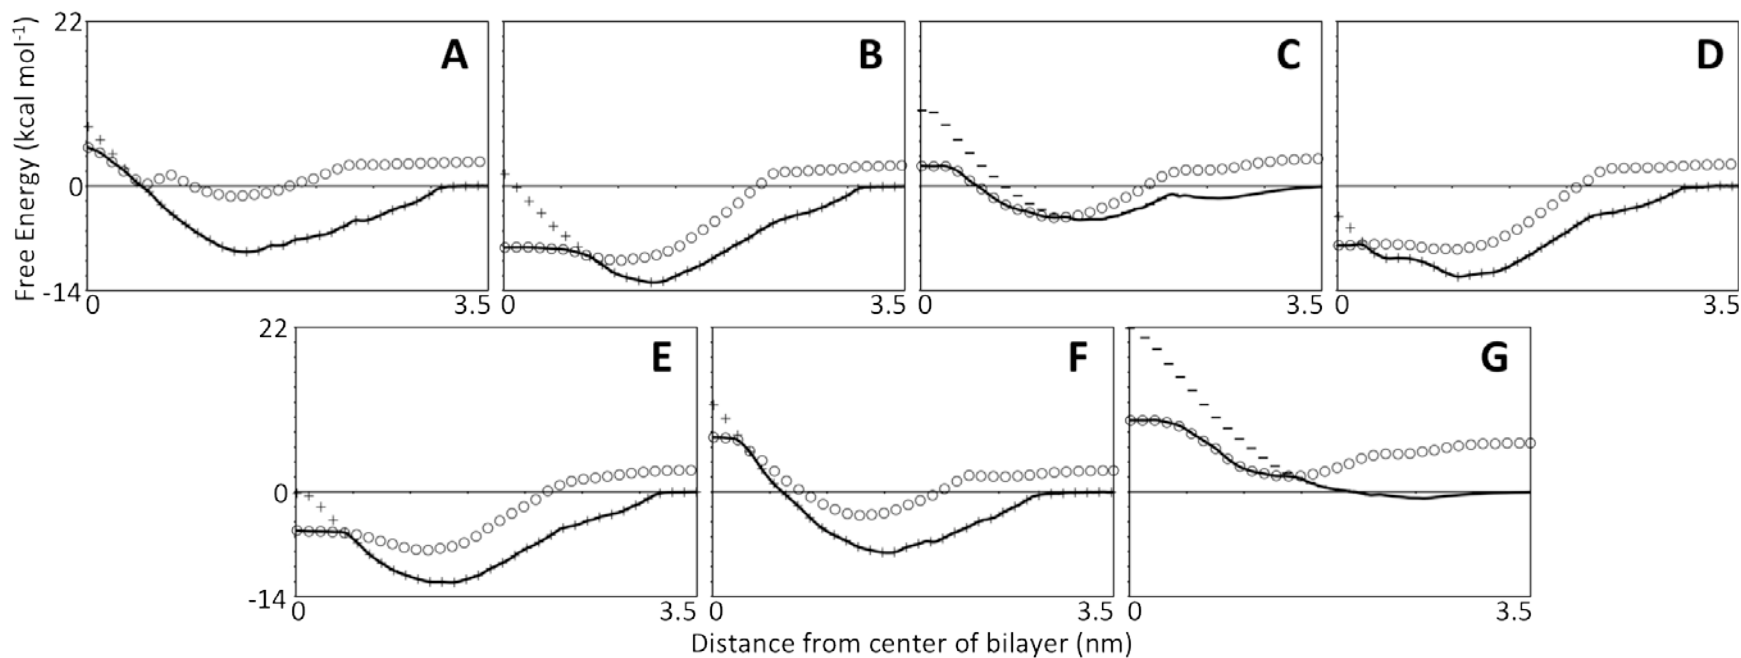 Free Energy (kcal mol⁻¹)
22
0
-14
A
B
C
D
0
3.5
0
3.5
0
3.5
0
3.5
22
0
-14
E
F
G
0
3.5
0
3.5
0
3.5
Distance from center of bilayer (nm)